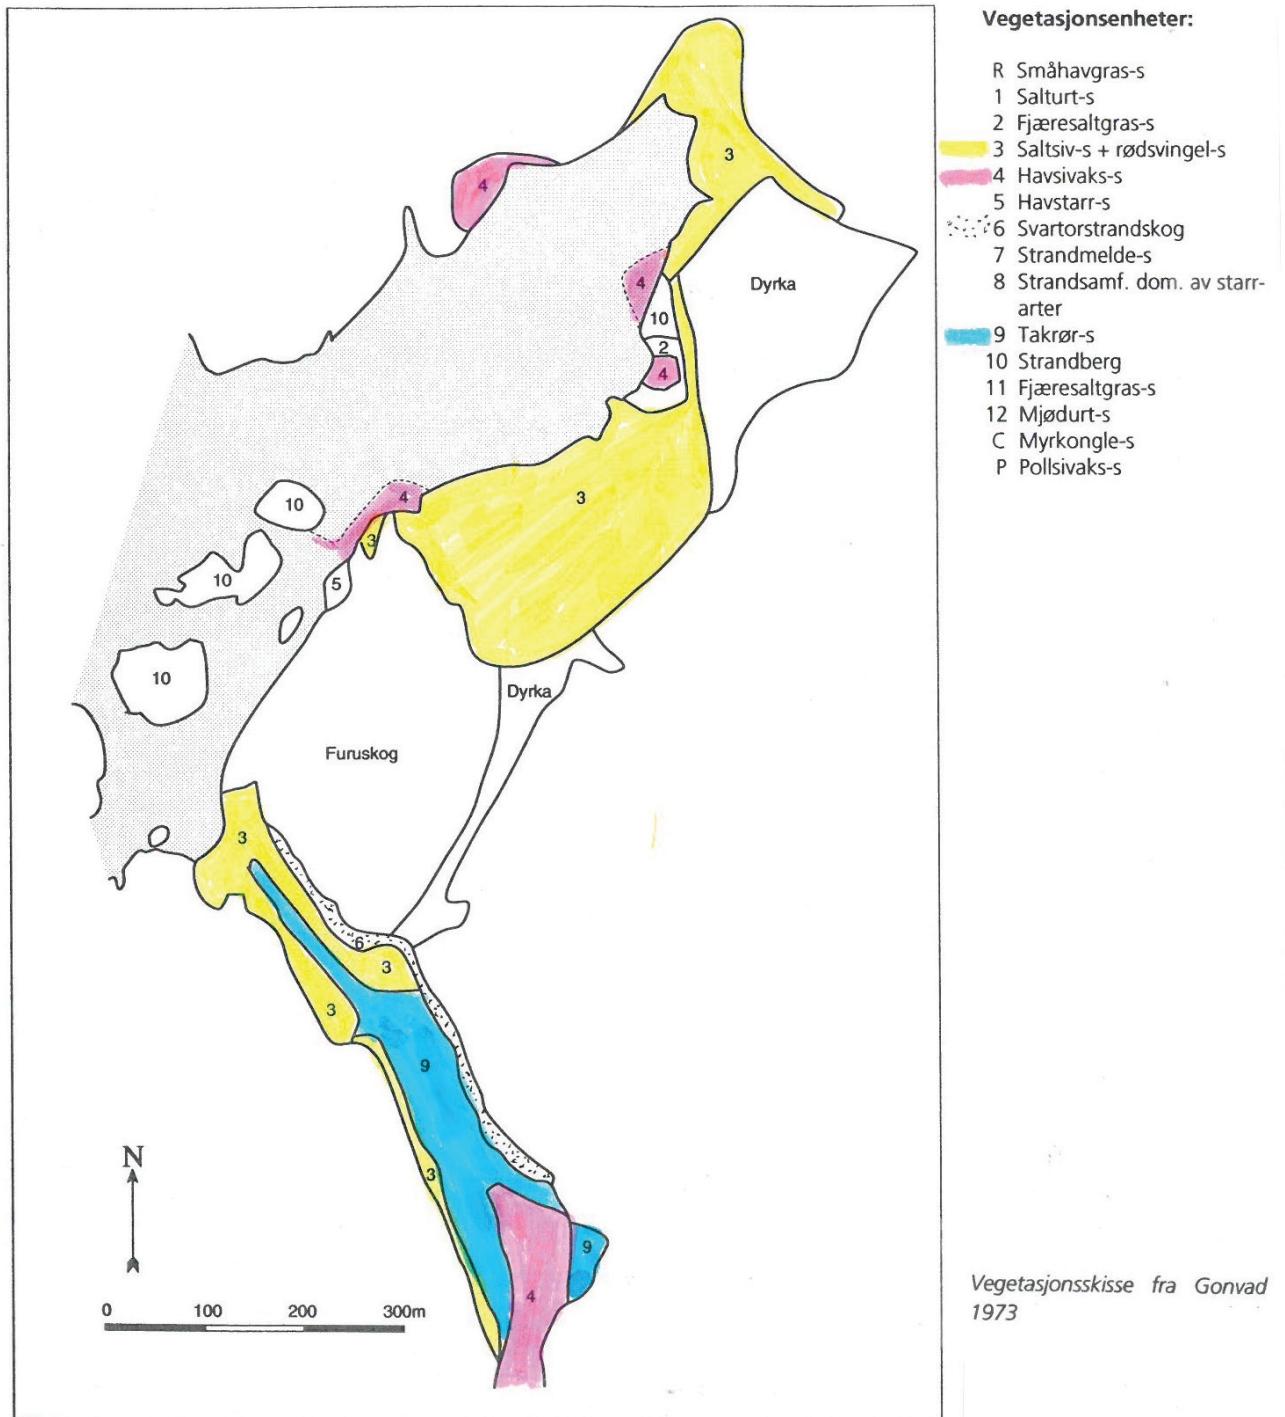 Vegetasjonsenheter:
R Småhavgras-s
1 Salturt-s
2 Fjæresaltgras-s
3 Saltsiv-s + rødsvingel-s
4 Havsivaks-s
5 Havstarr-s
6 Svartorstrandskog
7 Strandmelde-s
8 Strandsamf. dom. av starr-
arter
9 Takrør-s
10 Strandberg
11 Fjæresaltgras-s
12 Mjødurt-s
C Myrkongle-s
P Pollsivaks-s
3
4
4
Dyrka
10
2
4
4
3
10
3
10
5
10
Dyrka
Furuskog
3
6
3
3
9
N
3
9
4
0 100 200 300m
Vegetasjonsskisse fra Gonvad
1973